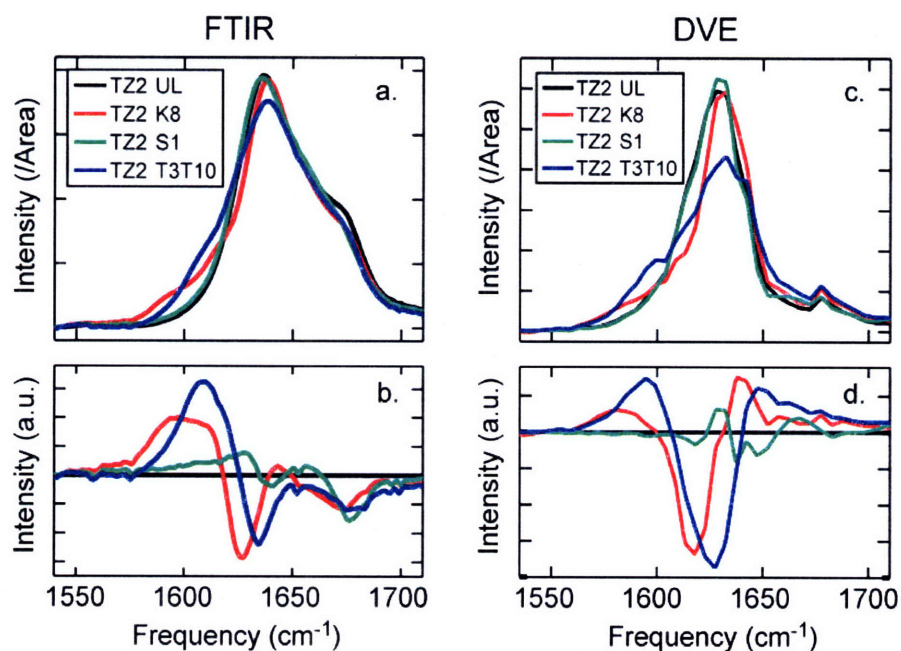 FTIR
DVE
a.
TZ2 UL
TZ2 K8
TZ2 S1
TZ2 T3T10
Intensity (/Area)
c.
TZ2 UL
TZ2 K8
TZ2 S1
TZ2 T3T10
Intensity (/Area)
b.
Intensity (a.u.)
d.
Intensity (a.u.)
1550 1600 1650 1700
1550 1600 1650 1700
Frequency (cm⁻¹)
Frequency (cm⁻¹)